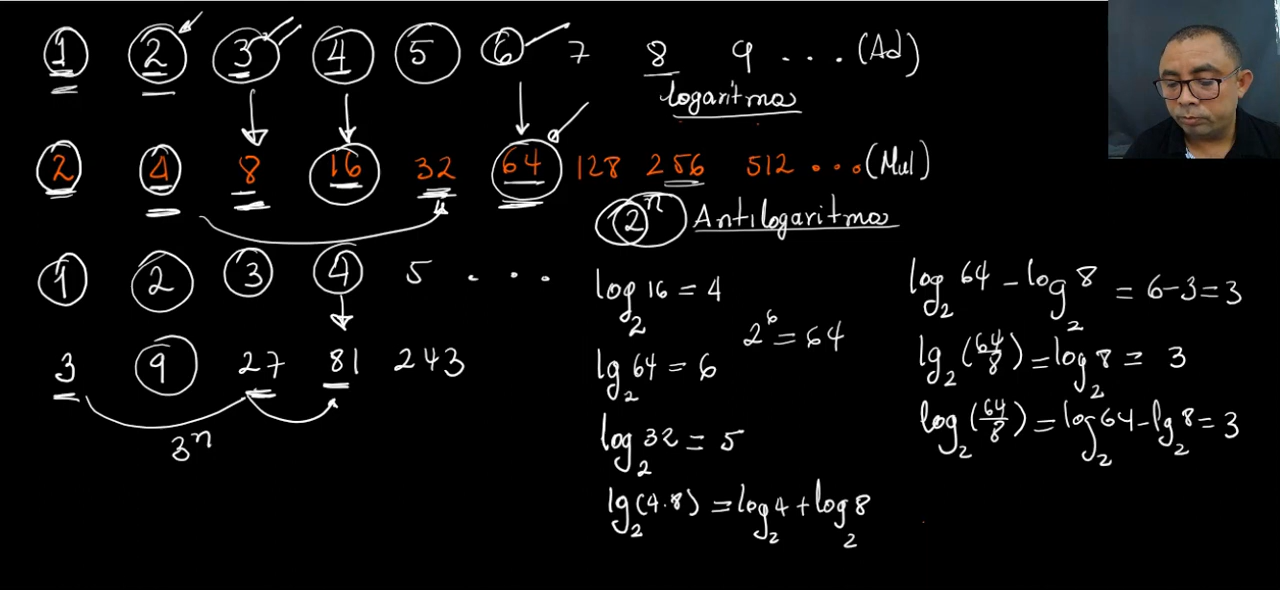 1 2 3 4 5 6 7 8 9 ... (Ad)
logaritma
2 4 8 16 32 64 128 256 512 ... (Mul)
2ⁿ Antilogaritma
1 2 3 4 5 ...
3 9 27 81 243
3ⁿ
log₂ 16 = 4
2⁶ = 64
lg₂ 64 = 6
log₂ 32 = 5
lg₂ (4.8) = log₂ 4 + log₂ 8
log₂ 64 - log₂ 8 = 6-3 = 3
lg₂ (64/8) = log₂ 8 = 3
log₂ (64/8) = log₂ 64 - lg₂ 8 = 3